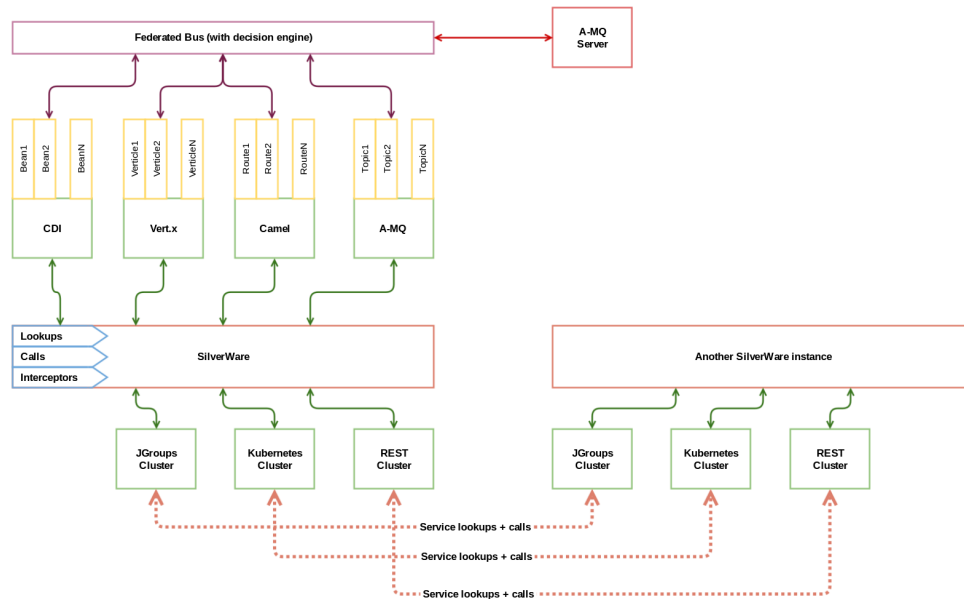 Federated Bus (with decision engine)
A-MQ
Server
Bean1
Bean2
BeanN
Verticle1
Verticle2
VerticleN
Route1
Route2
RouteN
Topic1
Topic2
TopicN
CDI
Vert.x
Camel
A-MQ
Lookups
Calls
Interceptors
SilverWare
Another SilverWare instance
JGroups
Cluster
Kubernetes
Cluster
REST
Cluster
JGroups
Cluster
Kubernetes
Cluster
REST
Cluster
Service lookups + calls
Service lookups + calls
Service lookups + calls